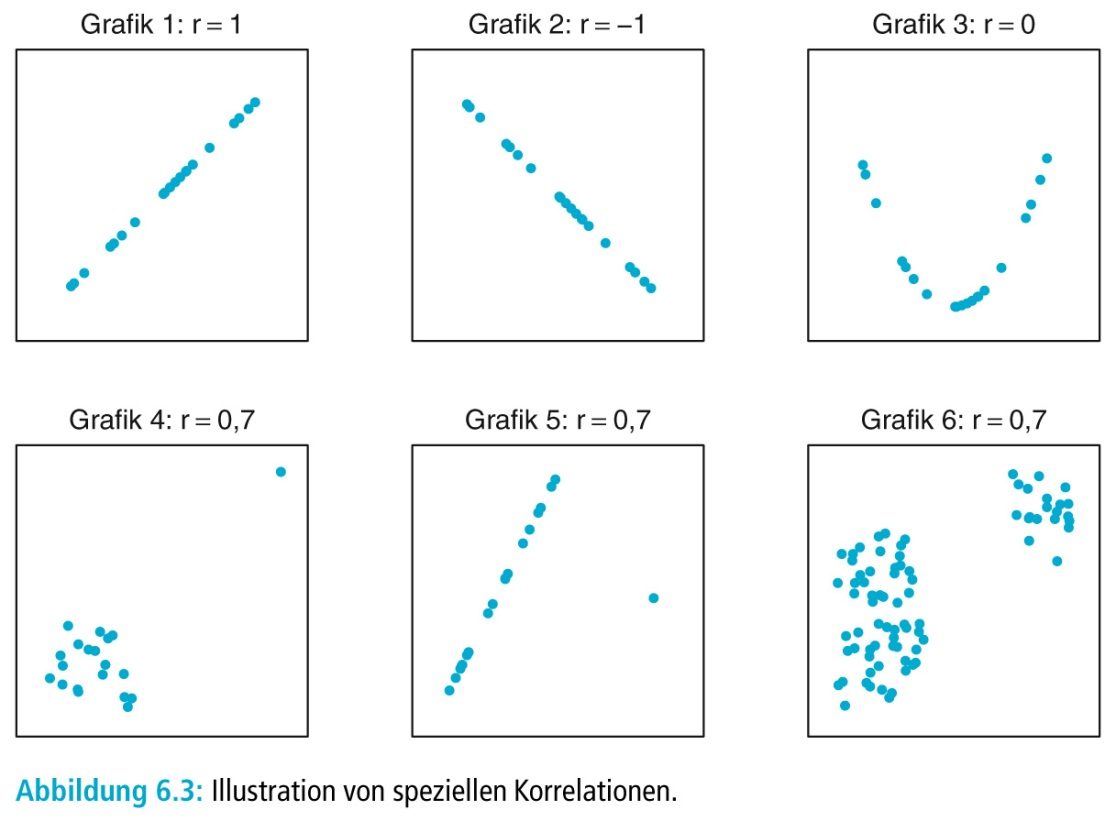 Grafik 1: r = 1
Grafik 2: r = −1
Grafik 3: r = 0
Grafik 4: r = 0,7
Grafik 5: r = 0,7
Grafik 6: r = 0,7
Abbildung 6.3: Illustration von speziellen Korrelationen.